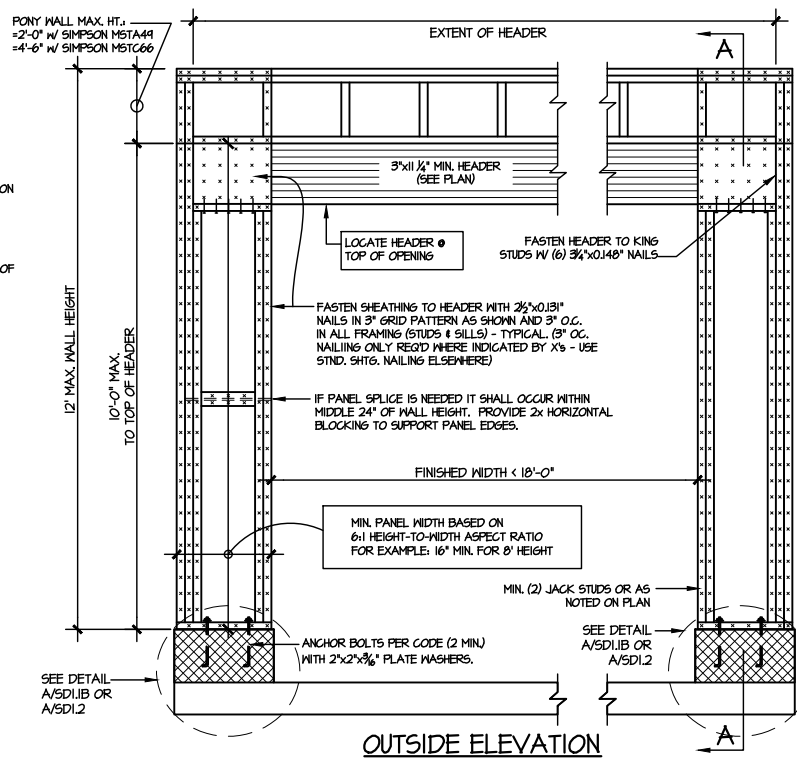 PONY WALL MAX. HT.:
=2'-0" W/ SIMPSON MSTA49
=4'-6" W/ SIMPSON MSTC66
EXTENT OF HEADER
A
3"x11 1/4" MIN. HEADER
(SEE PLAN)
ON
OF
LOCATE HEADER @
TOP OF OPENING
FASTEN HEADER TO KING
STUDS W/ (6) 3 1/4"x0.148" NAILS
FASTEN SHEATHING TO HEADER WITH 2 1/2"x0.131"
NAILS IN 3" GRID PATTERN AS SHOWN AND 3" O.C.
IN ALL FRAMING (STUDS & SILLS) - TYPICAL. (3" OC.
NAILING ONLY REQ'D WHERE INDICATED BY X's - USE
STND. SHTG. NAILING ELSEWHERE)
12' MAX. WALL HEIGHT
10'-0" MAX.
TO TOP OF HEADER
IF PANEL SPLICE IS NEEDED IT SHALL OCCUR WITHIN
MIDDLE 24" OF WALL HEIGHT. PROVIDE 2x HORIZONTAL
BLOCKING TO SUPPORT PANEL EDGES.
FINISHED WIDTH < 18'-0"
MIN. PANEL WIDTH BASED ON
6:1 HEIGHT-TO-WIDTH ASPECT RATIO
FOR EXAMPLE: 16" MIN. FOR 8' HEIGHT
MIN. (2) JACK STUDS OR AS
NOTED ON PLAN
ANCHOR BOLTS PER CODE (2 MIN.)
WITH 2"x2"x3/16" PLATE WASHERS.
SEE DETAIL
A/SD1.1B OR
A/SD1.2
SEE DETAIL
A/SD1.1B OR
A/SD1.2
A
OUTSIDE ELEVATION